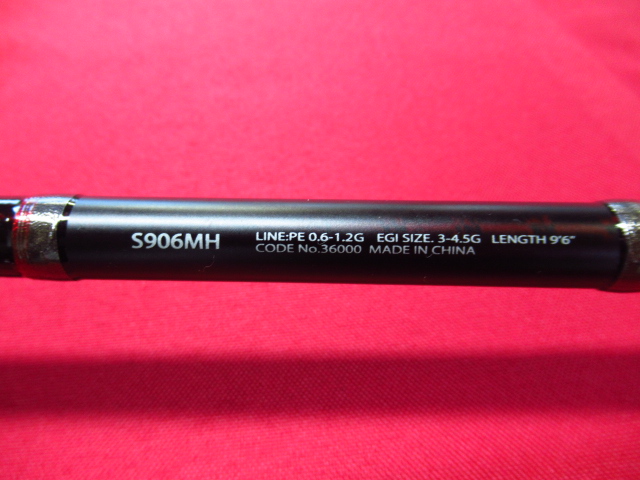 S906MH
LINE:PE 0.6-1.2G EGI SIZE. 3-4.5G LENGTH 9'6"
CODE No.36000 MADE IN CHINA